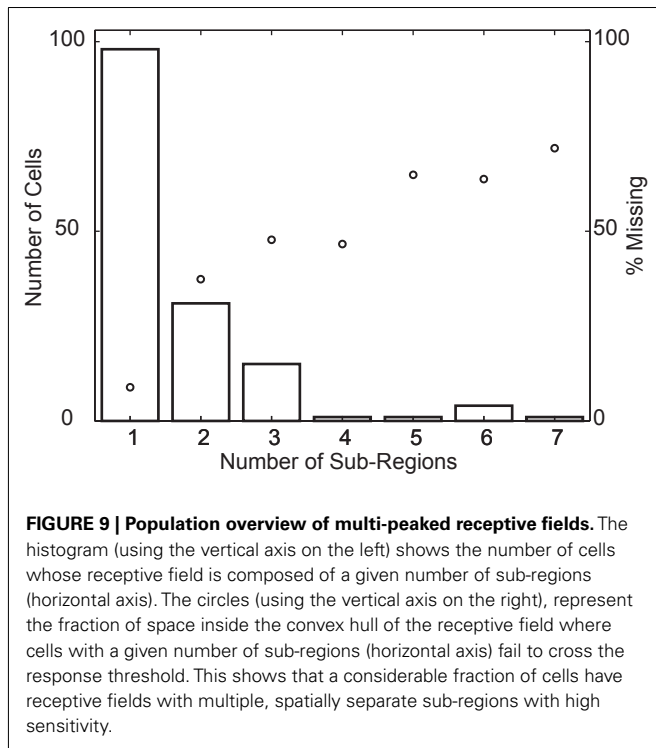 100
100
50
50
0
0
Number of Cells
% Missing
1 2 3 4 5 6 7
Number of Sub-Regions
FIGURE 9 | Population overview of multi-peaked receptive fields. The
histogram (using the vertical axis on the left) shows the number of cells
whose receptive field is composed of a given number of sub-regions
(horizontal axis). The circles (using the vertical axis on the right), represent
the fraction of space inside the convex hull of the receptive field where
cells with a given number of sub-regions (horizontal axis) fail to cross the
response threshold. This shows that a considerable fraction of cells have
receptive fields with multiple, spatially separate sub-regions with high
sensitivity.